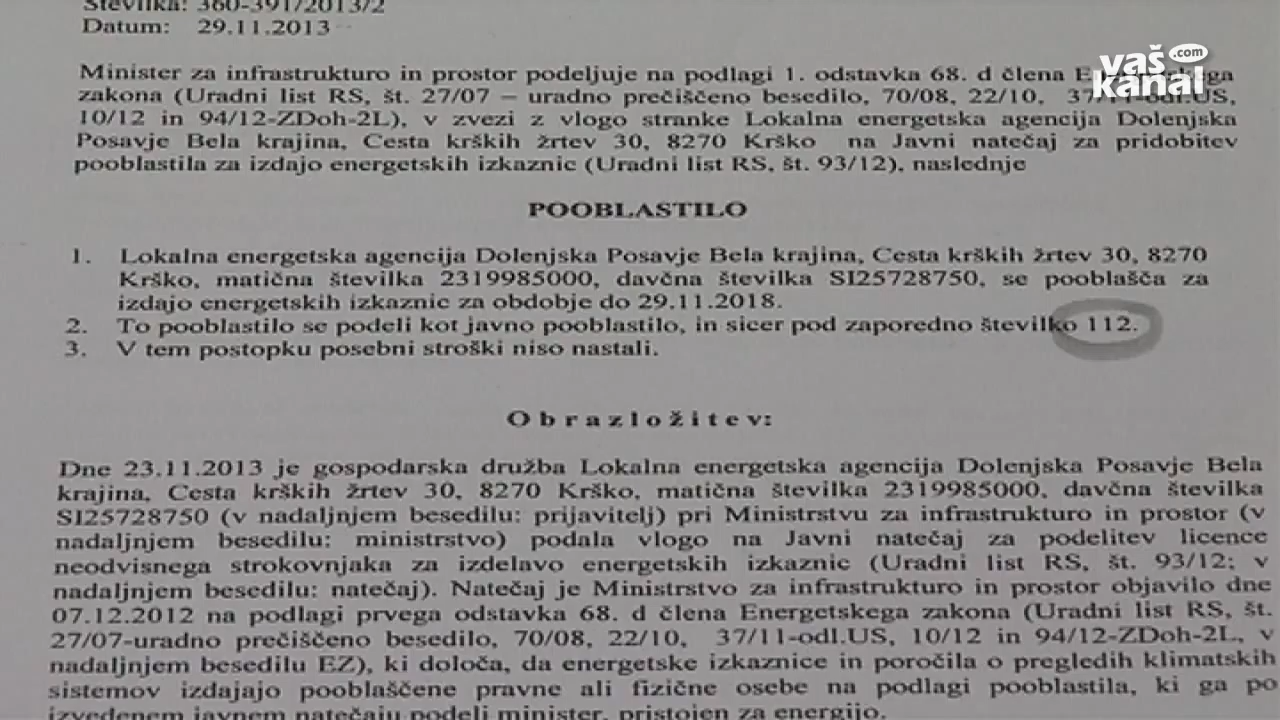 Številka: 360-391/2013/2
Datum: 29.11.2013
vaš .com
kanal
Minister za infrastrukturo in prostor podeljuje na podlagi 1. odstavka 68. d člena
zakona (Uradni list RS, št. 27/07 – uradno prečiščeno besedilo, 70/08, 22/10, 37/11-odl.US,
10/12 in 94/12-ZDoh-2L), v zvezi z vlogo stranke Lokalna energetska agencija Dolenjska
Posavje Bela krajina, Cesta krških žrtev 30, 8270 Krško na Javni natečaj za pridobitev
pooblastila za izdajo energetskih izkaznic (Uradni list RS, št. 93/12), naslednje
POOBLASTILO
1. Lokalna energetska agencija Dolenjska Posavje Bela krajina, Cesta krških žrtev 30, 8270
Krško, matična številka 2319985000, davčna številka SI25728750, se pooblašča za
izdajo energetskih izkaznic za obdobje do 29.11.2018.
2. To pooblastilo se podeli kot javno pooblastilo, in sicer pod zaporedno številko 112.
3. V tem postopku posebni stroški niso nastali.
Obrazložitev:
Dne 23.11.2013 je gospodarska družba Lokalna energetska agencija Dolenjska Posavje Bela
krajina, Cesta krških žrtev 30, 8270 Krško, matična številka 2319985000, davčna številka
SI25728750 (v nadaljnjem besedilu: prijavitelj) pri Ministrstvu za infrastrukturo in prostor (v
nadaljnjem besedilu: ministrstvo) podala vlogo na Javni natečaj za podelitev licence
neodvisnega strokovnjaka za izdelavo energetskih izkaznic (Uradni list RS, št. 93/12; v
nadaljnjem besedilu: natečaj). Natečaj je Ministrstvo za infrastrukturo in prostor objavilo dne
07.12.2012 na podlagi prvega odstavka 68. d člena Energetskega zakona (Uradni list RS, št.
27/07-uradno prečiščeno besedilo, 70/08, 22/10, 37/11-odl.US, 10/12 in 94/12-ZDoh-2L, v
nadaljnjem besedilu EZ), ki določa, da energetske izkaznice in poročila o pregledih klimatskih
sistemov izdajajo pooblaščene pravne ali fizične osebe na podlagi pooblastila, ki ga po
izvedenem javnem natečaju podeli minister, pristojen za energijo.